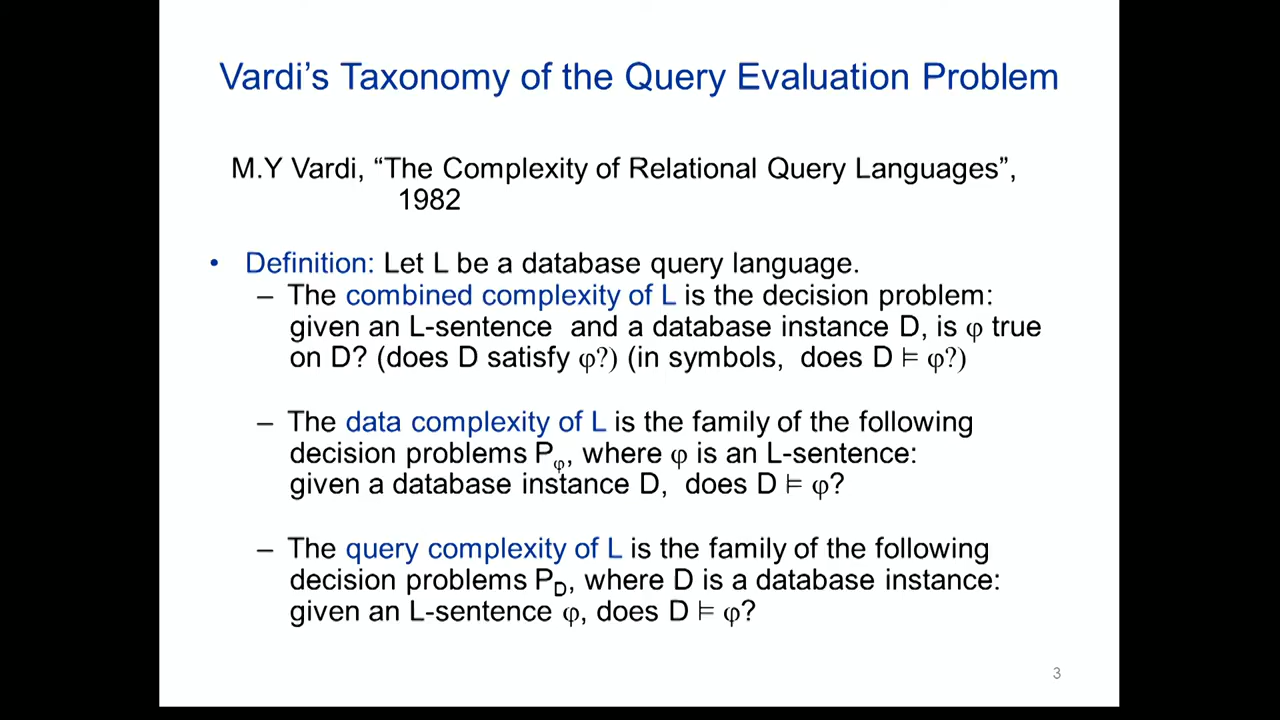 Vardi’s Taxonomy of the Query Evaluation Problem
M.Y Vardi, “The Complexity of Relational Query Languages”,
1982
• Definition: Let L be a database query language.
– The combined complexity of L is the decision problem:
given an L-sentence and a database instance D, is φ true
on D? (does D satisfy φ?) (in symbols, does D ⊨ φ?)
– The data complexity of L is the family of the following
decision problems Pφ, where φ is an L-sentence:
given a database instance D, does D ⊨ φ?
– The query complexity of L is the family of the following
decision problems PD, where D is a database instance:
given an L-sentence φ, does D ⊨ φ?
3